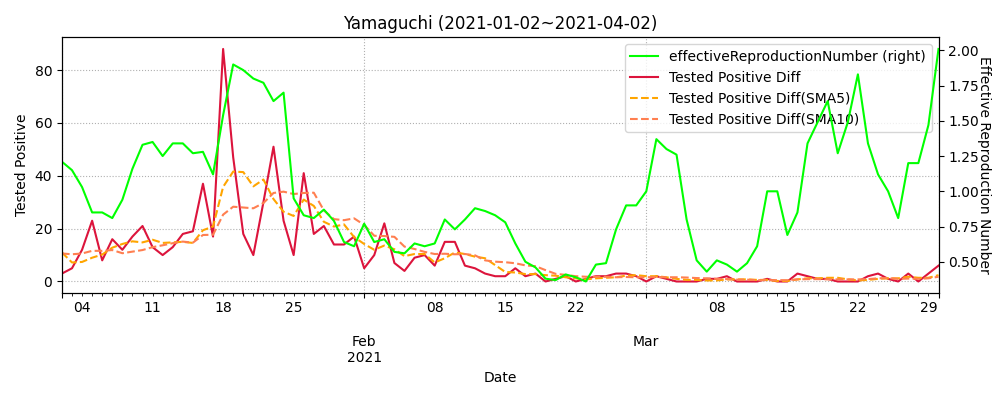 Yamaguchi (2021-01-02~2021-04-02)
effectiveReproductionNumber (right)
Tested Positive Diff
Tested Positive Diff(SMA5)
Tested Positive Diff(SMA10)
Tested Positive
80
60
40
20
0
Effective Reproduction Number
2.00
1.75
1.50
1.25
1.00
0.75
0.50
04 11 25 08 15 22 08 15 22 29
Feb Mar
2021
Date